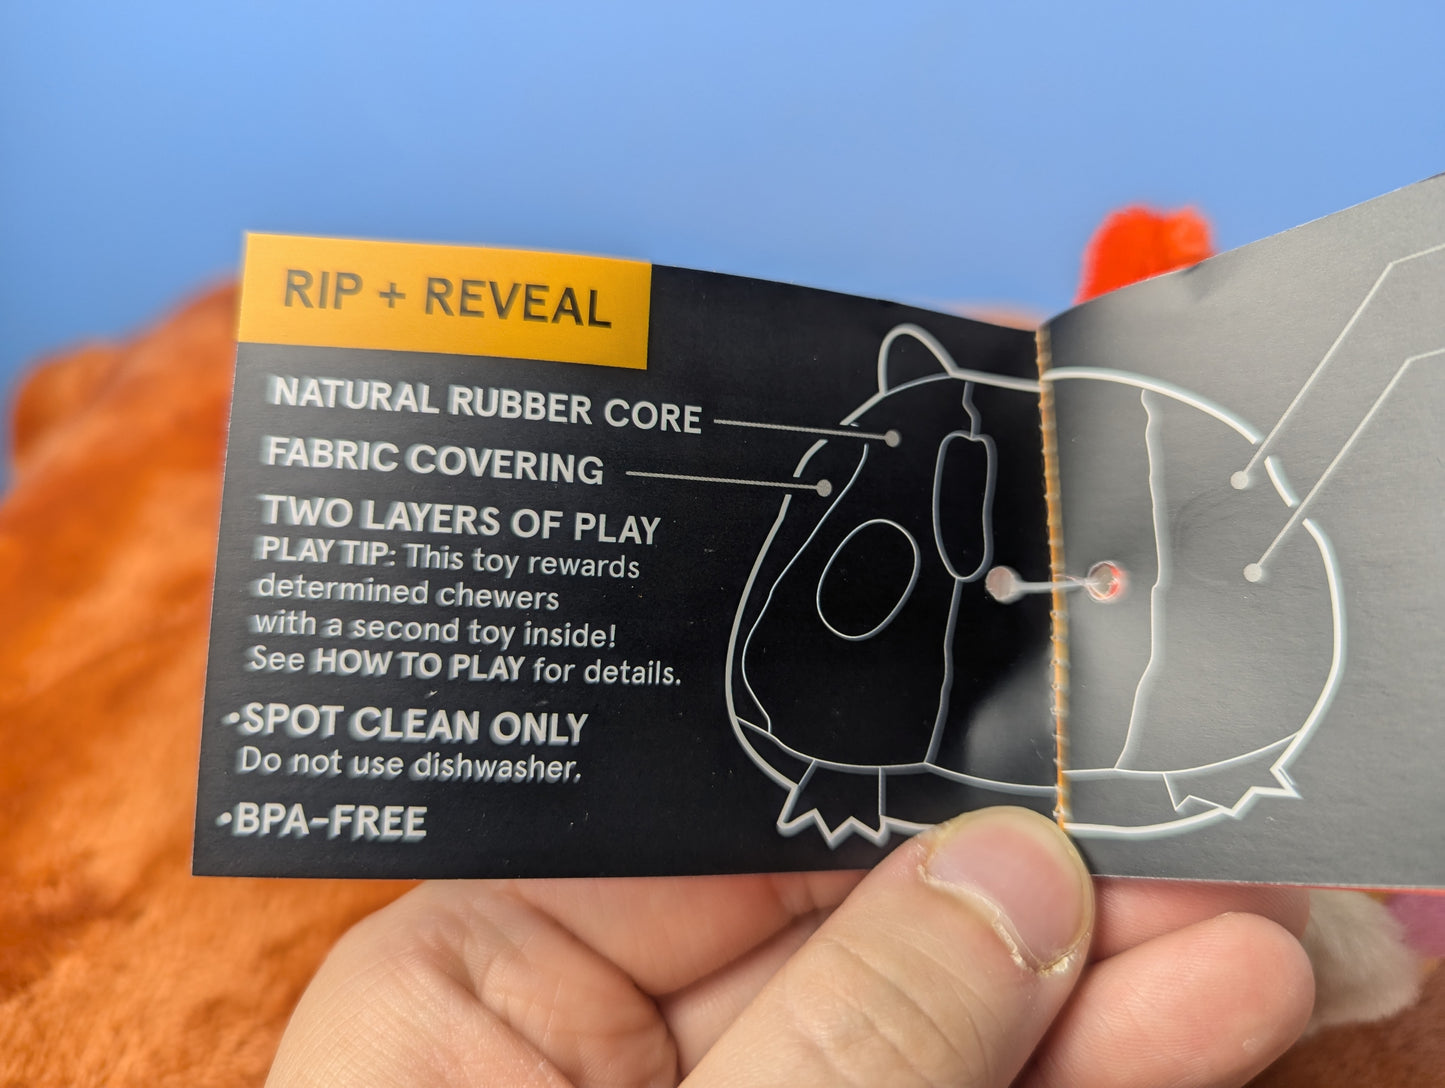 RIP + REVEAL
NATURAL RUBBER CORE
FABRIC COVERING
TWO LAYERS OF PLAY
PLAY TIP: This toy rewards
determined chewers
with a second toy inside!
See HOW TO PLAY for details.
•SPOT CLEAN ONLY
Do not use dishwasher.
•BPA-FREE